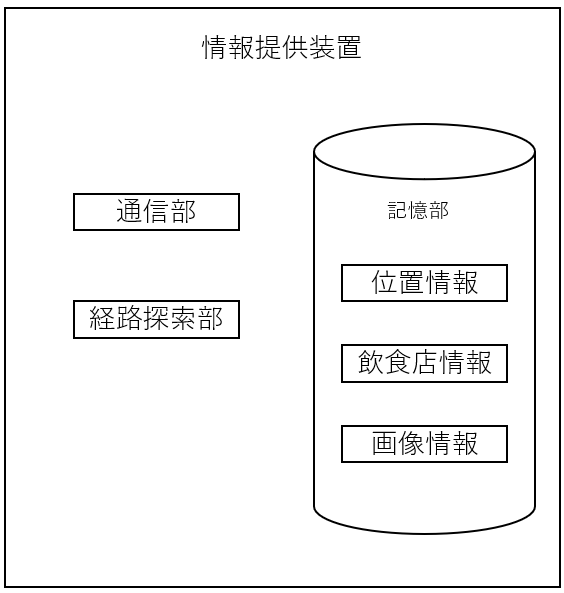 情報提供装置
通信部
経路探索部
記憶部
位置情報
飲食店情報
画像情報